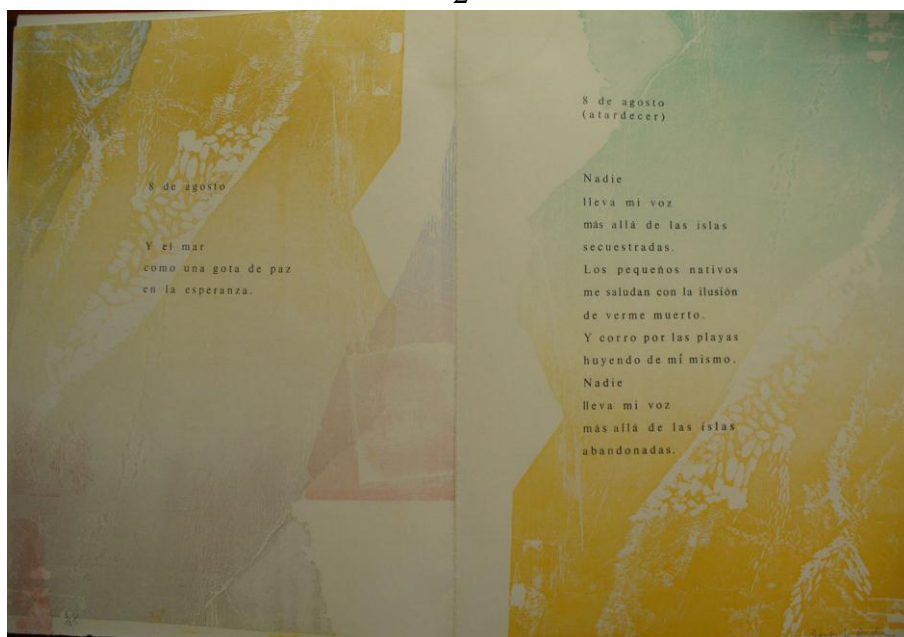 8 de agosto
Y el mar
como una gota de paz
en la esperanza.
8 de agosto
(atardecer)
Nadie
lleva mi voz
más allá de las islas
secuestradas.
Los pequeños nativos
me saludan con la ilusión
de verme muerto.
Y corro por las playas
huyendo de mí mismo.
Nadie
lleva mi voz
más allá de las islas
abandonadas.